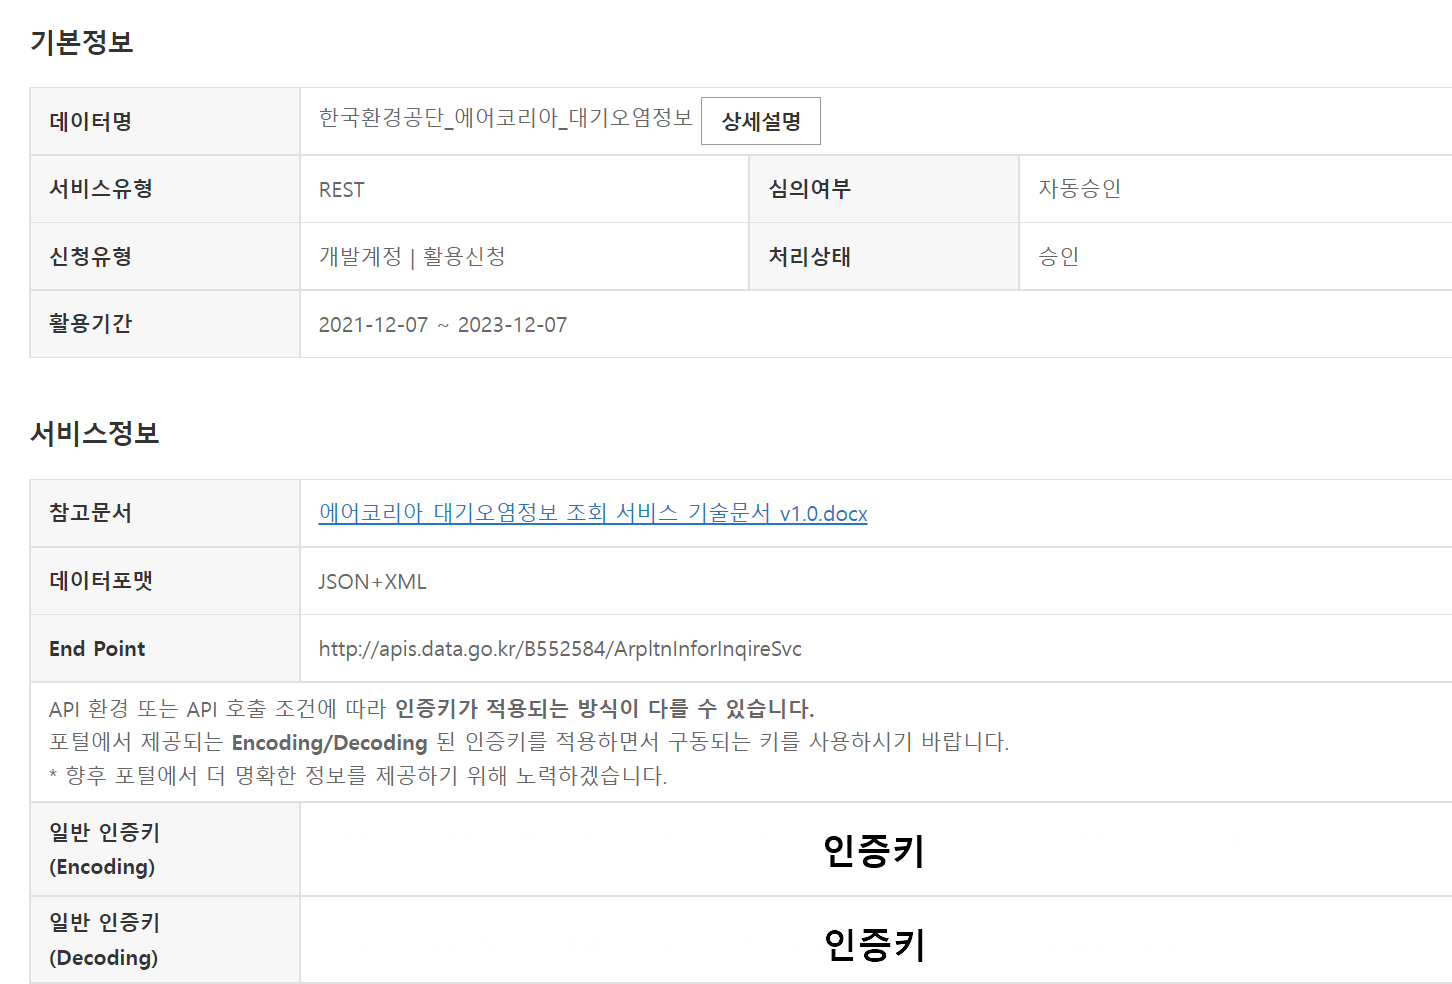 기본정보
데이터명 한국환경공단_에어코리아_대기오염정보 상세설명
서비스유형 REST 심의여부 자동승인
신청유형 개발계정 | 활용신청 처리상태 승인
활용기간 2021-12-07 ~ 2023-12-07
서비스정보
참고문서 에어코리아 대기오염정보 조회 서비스 기술문서 v1.0.docx
데이터포맷 JSON+XML
End Point http://apis.data.go.kr/B552584/ArpltnInforInqireSvc
API 환경 또는 API 호출 조건에 따라 인증키가 적용되는 방식이 다를 수 있습니다.
포털에서 제공되는 Encoding/Decoding 된 인증키를 적용하면서 구동되는 키를 사용하시기 바랍니다.
* 향후 포털에서 더 명확한 정보를 제공하기 위해 노력하겠습니다.
일반 인증키
(Encoding)
인증키
일반 인증키
(Decoding)
인증키